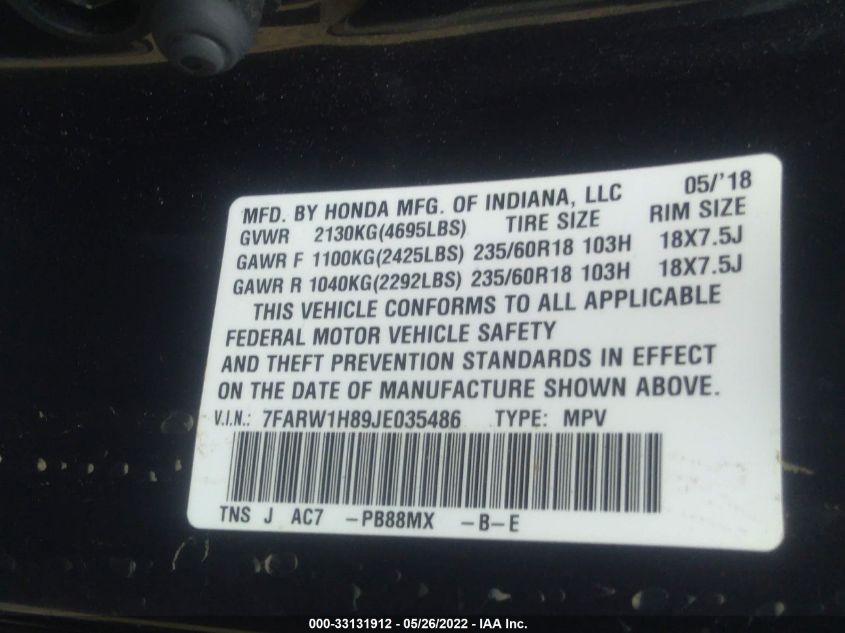 MFD. BY HONDA MFG. OF INDIANA, LLC 05/'18
GVWR 2130KG(4695LBS) TIRE SIZE RIM SIZE
GAWR F 1100KG(2425LBS) 235/60R18 103H 18X7.5J
GAWR R 1040KG(2292LBS) 235/60R18 103H 18X7.5J
THIS VEHICLE CONFORMS TO ALL APPLICABLE
FEDERAL MOTOR VEHICLE SAFETY
AND THEFT PREVENTION STANDARDS IN EFFECT
ON THE DATE OF MANUFACTURE SHOWN ABOVE.
V.I.N.: 7FARW1H89JE035486 TYPE: MPV
TNS J AC7 -PB88MX -B-E
000-33131912 - 05/26/2022 - IAA Inc.